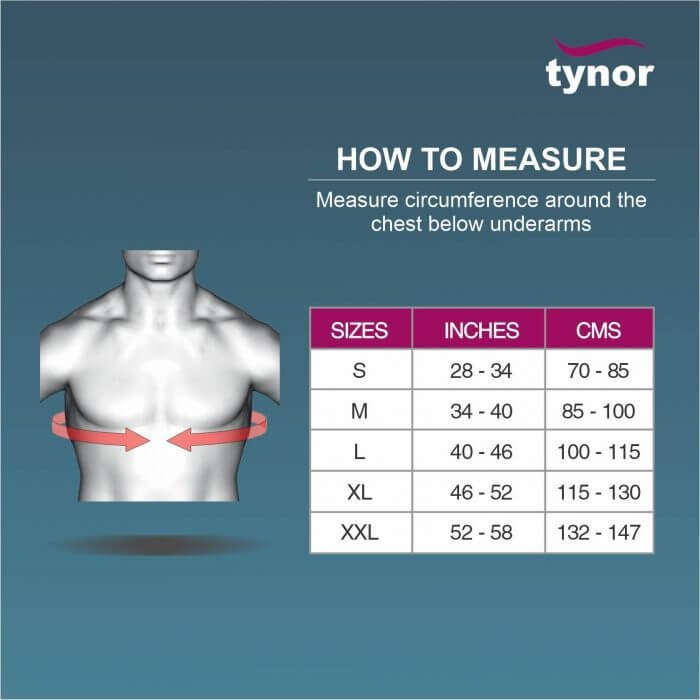 tynor
HOW TO MEASURE
Measure circumference around the
chest below underarms
SIZES INCHES CMS
S 28 - 34 70 - 85
M 34 - 40 85 - 100
L 40 - 46 100 - 115
XL 46 - 52 115 - 130
XXL 52 - 58 132 - 147